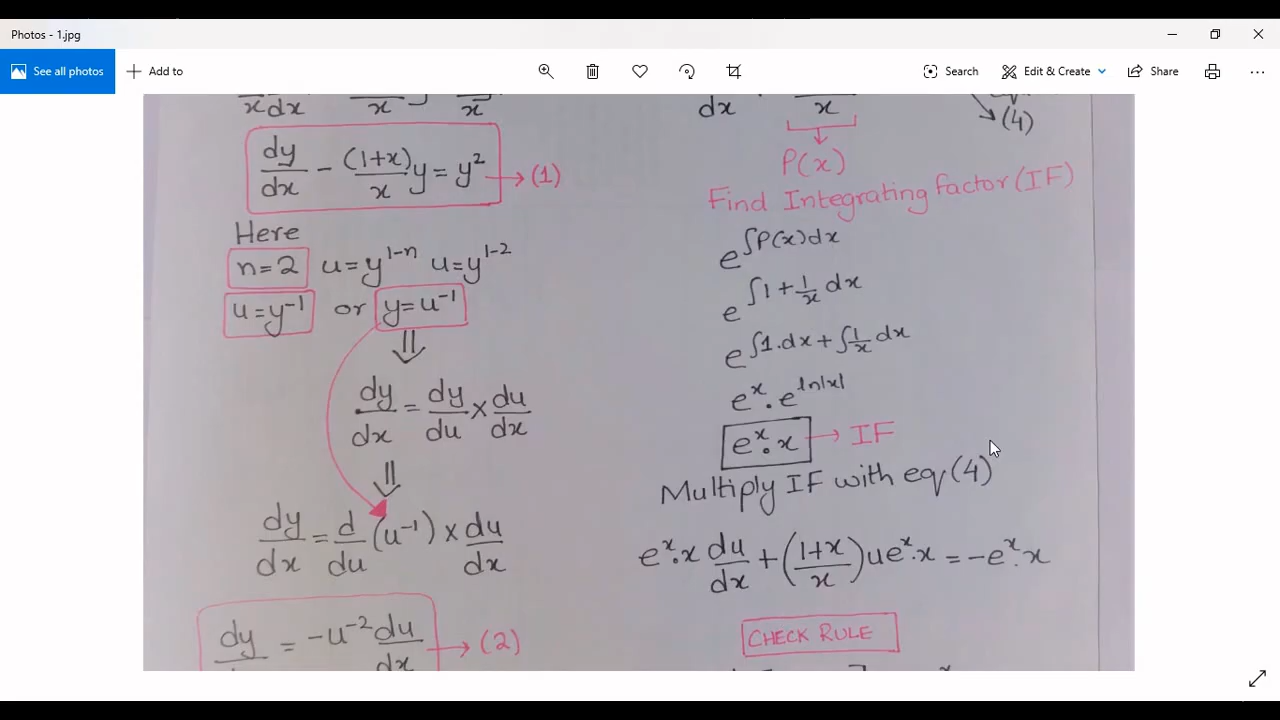 Photos - 1.jpg
See all photos
Add to
Search
Edit & Create
Share
x dx x x
dy/dx - (1+x)/x y = y² → (1)
Here
n=2 u=y^1-n u=y^1-2
u=y^-1 or y=u^-1
⇓
dy/dx = dy/du × du/dx
⇓
dy/dx = d/du (u^-1) × du/dx
dy = -u^-2 du/dx → (2)
dx x
(4)
P(x)
Find Integrating factor (IF)
e^∫P(x)dx
e^∫1+1/x dx
e^∫1.dx+∫1/x dx
e^x . e^ln|x|
e^x . x → IF
Multiply IF with eq(4)
e^x.x du/dx + (1+x/x) u e^x.x = -e^x.x
CHECK RULE